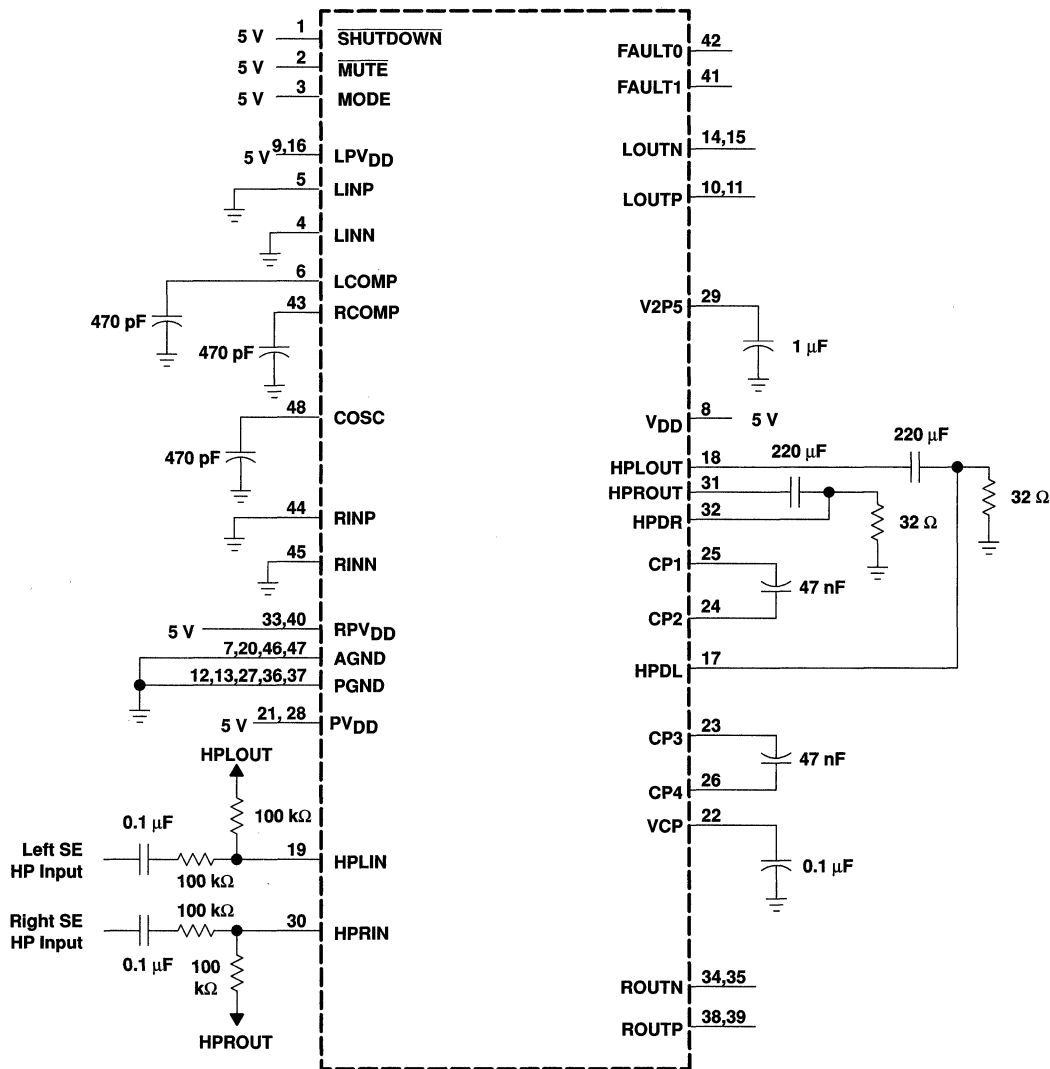 5 V 1 SHUTDOWN
5 V 2 MUTE
5 V 3 MODE
5 V 9,16 LPVDD
5 LINP
4 LINN
6 LCOMP
470 pF
43 RCOMP
470 pF
48 COSC
470 pF
44 RINP
45 RINN
5 V 33,40 RPVDD
7,20,46,47 AGND
12,13,27,36,37 PGND
5 V 21, 28 PVDD
HPLOUT
100 kΩ
0.1 μF
Left SE
HP Input
19 HPLIN
100 kΩ
100 kΩ
Right SE
HP Input
30 HPRIN
0.1 μF
100
kΩ
HPROUT
FAULT0 42
FAULT1 41
LOUTN 14,15
LOUTP 10,11
V2P5 29
1 μF
VDD 8 5 V
220 μF
HPLOUT 18
220 μF
HPROUT 31
32 Ω
HPDR 32
32 Ω
CP1 25
47 nF
CP2 24
HPDL 17
CP3 23
47 nF
CP4 26
VCP 22
0.1 μF
ROUTN 34,35
ROUTP 38,39